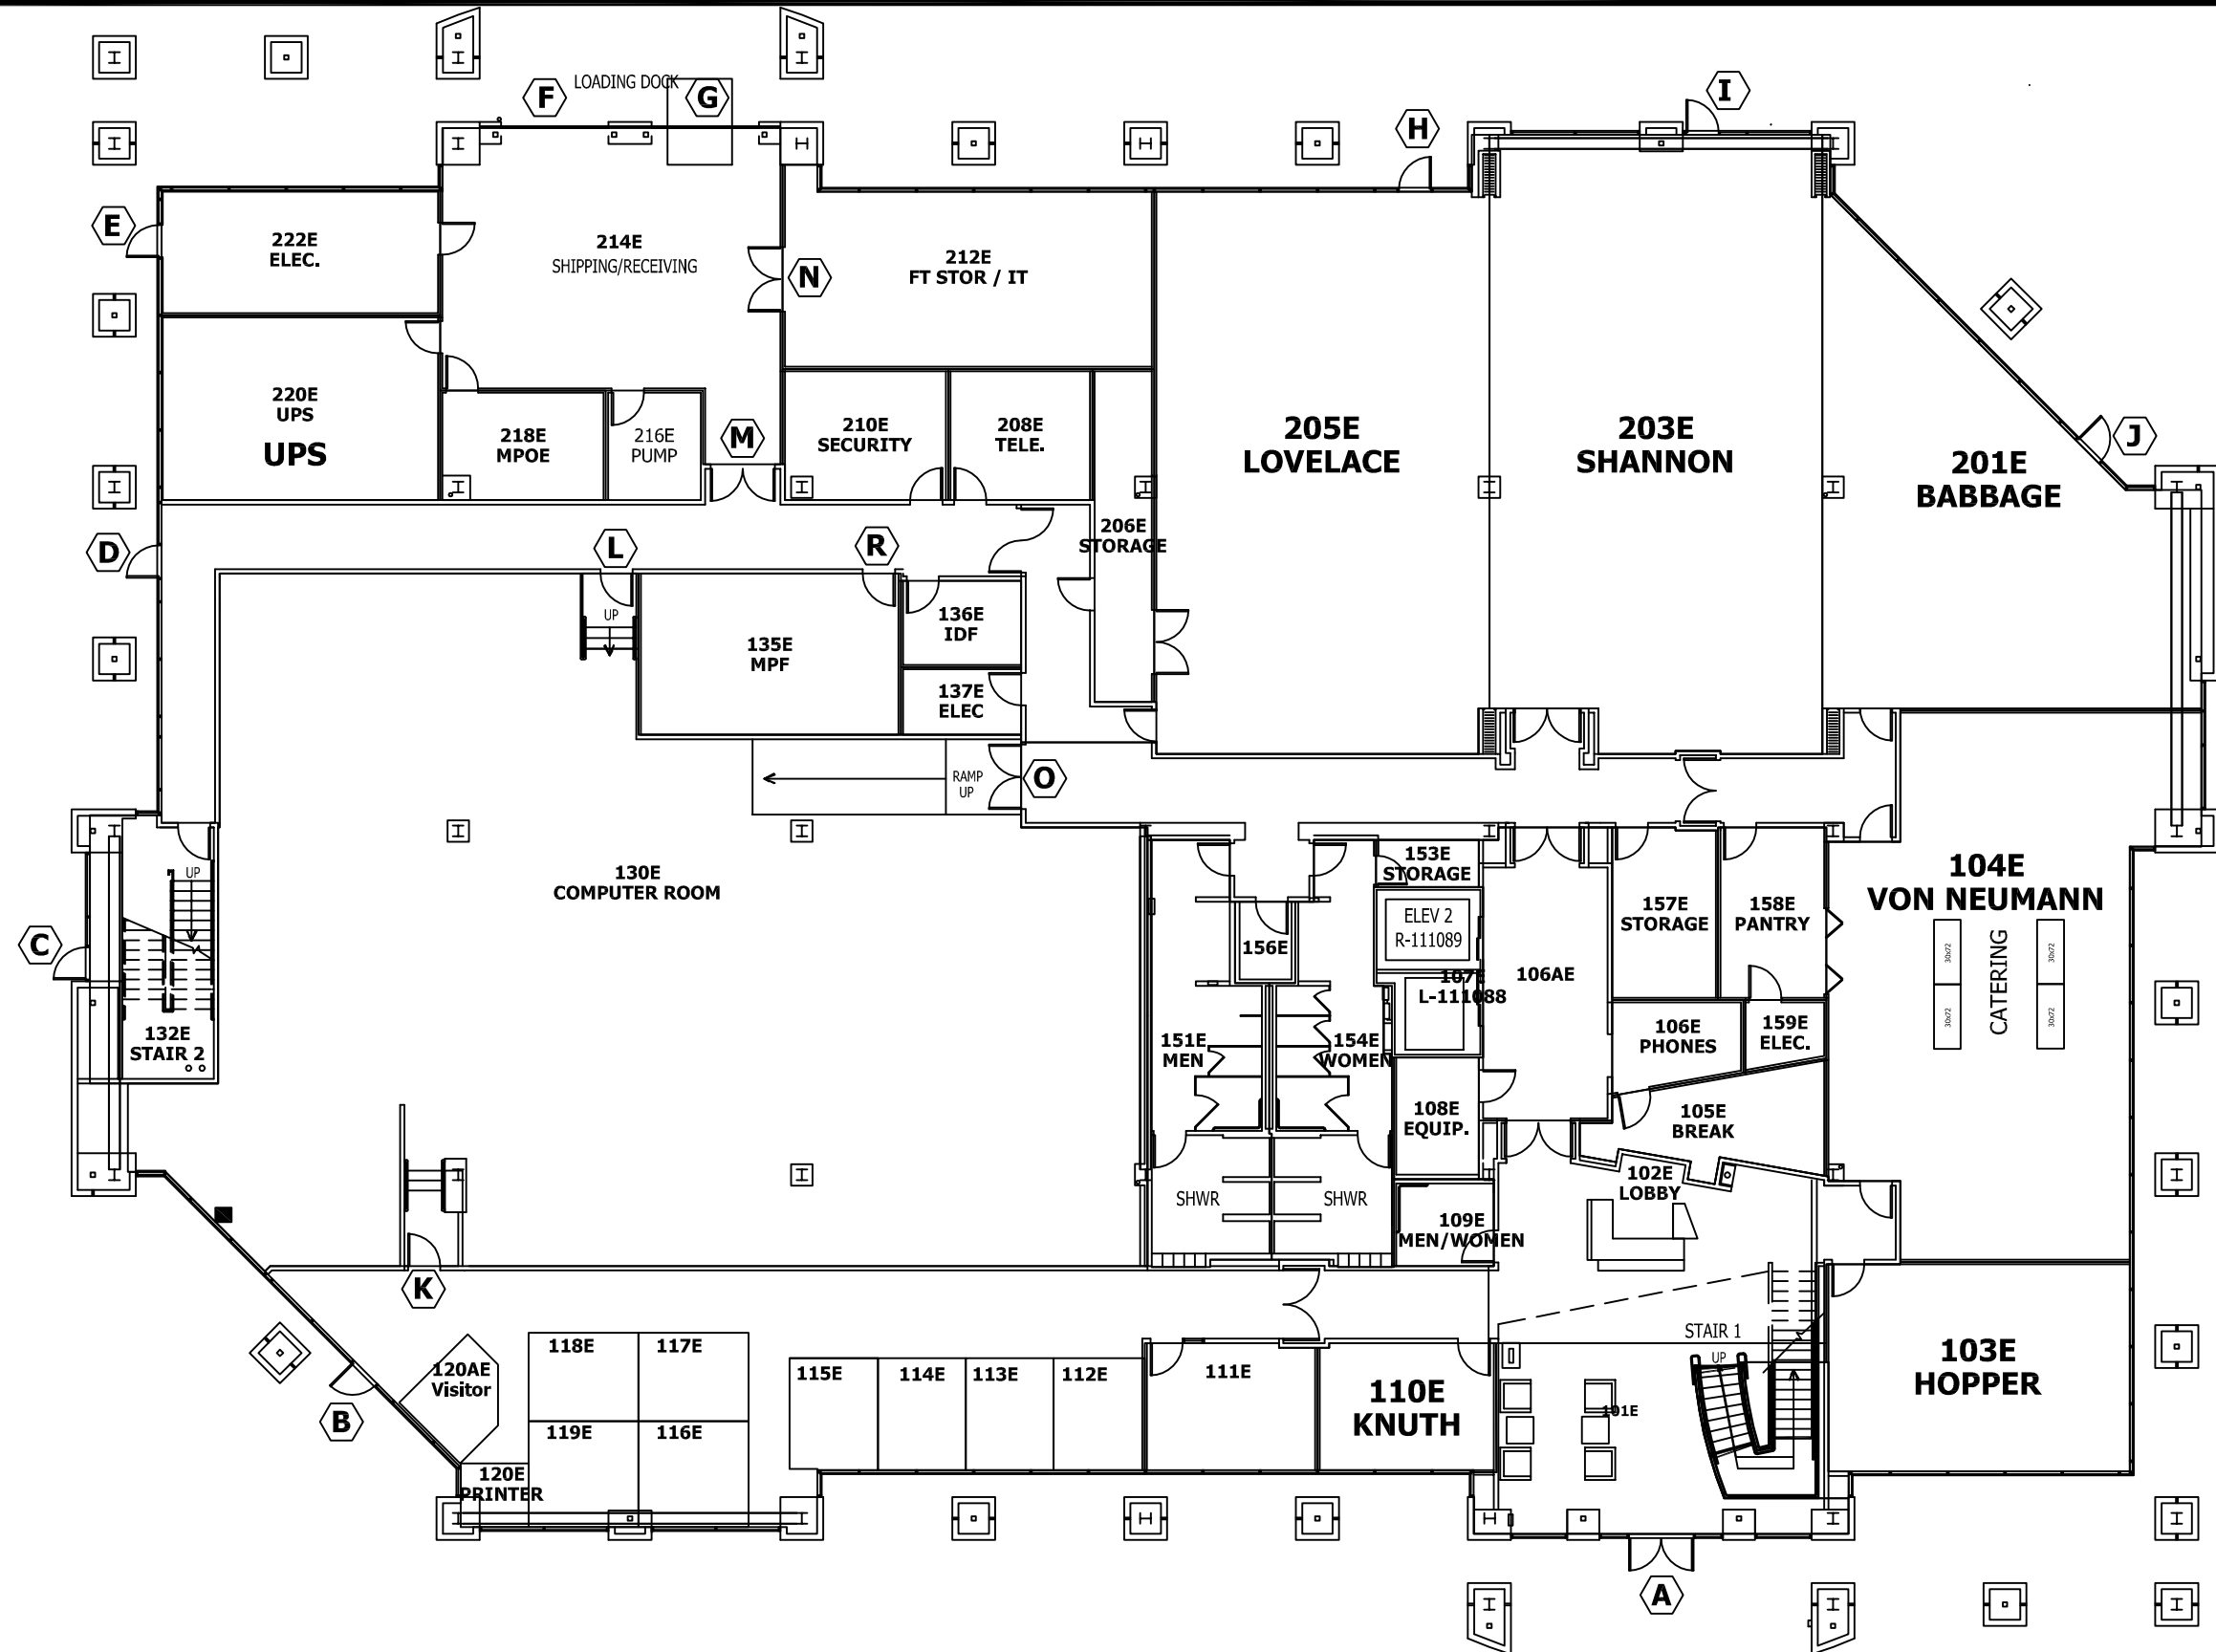 LOADING DOCK
F
G
H
I
E
222E
ELEC.
214E
SHIPPING/RECEIVING
N
212E
FT STOR / IT
220E
UPS
UPS
218E
MPOE
216E
PUMP
M
210E
SECURITY
208E
TELE.
205E
LOVELACE
203E
SHANNON
201E
BABBAGE
J
206E
STORAGE
D
L
R
UP
135E
MPF
136E
IDF
137E
ELEC
RAMP
UP
O
130E
COMPUTER ROOM
UP
C
132E
STAIR 2
153E
STORAGE
ELEV 2
R-111089
107E
L-111088
106AE
156E
157E
STORAGE
158E
PANTRY
104E
VON NEUMANN
CATERING
30x72
30x72
30x72
30x72
151E
MEN
154E
WOMEN
106E
PHONES
159E
ELEC.
108E
EQUIP.
105E
BREAK
102E
LOBBY
SHWR
SHWR
109E
MEN/WOMEN
K
B
120AE
Visitor
118E
117E
119E
116E
120E
PRINTER
115E
114E
113E
112E
111E
110E
KNUTH
101E
STAIR 1
UP
103E
HOPPER
A